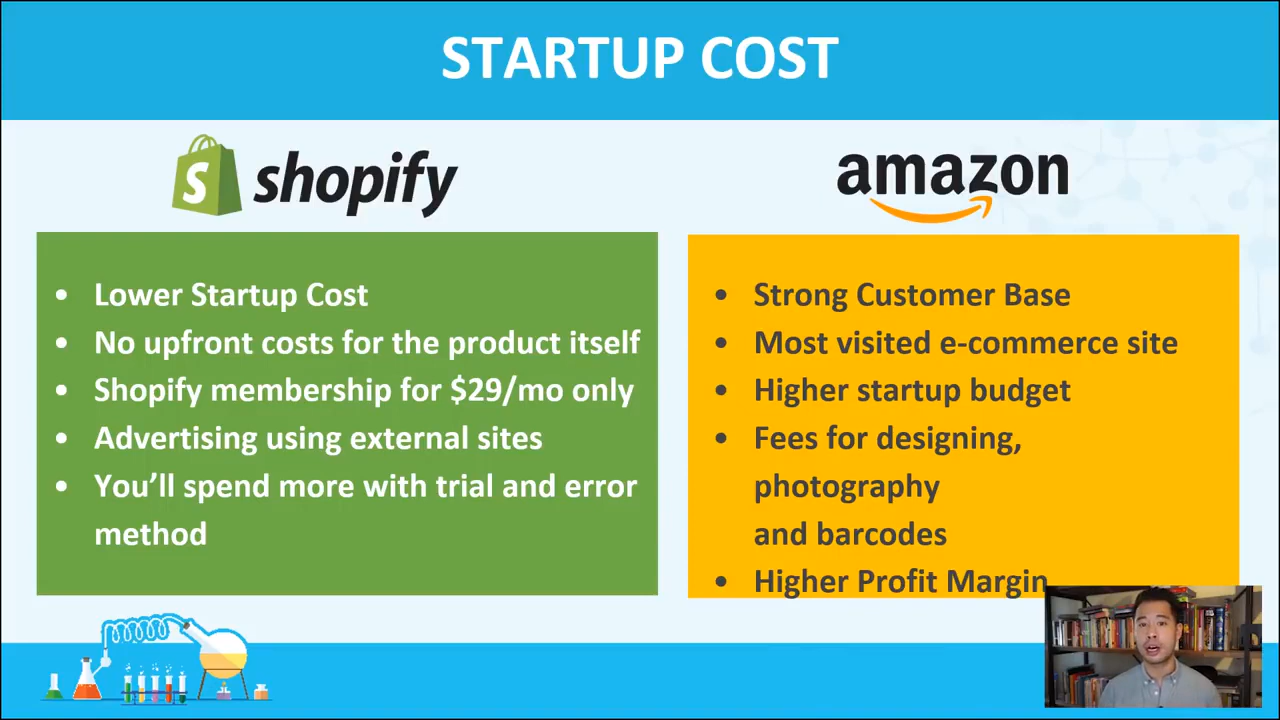 STARTUP COST
S shopify
• Lower Startup Cost
• No upfront costs for the product itself
• Shopify membership for $29/mo only
• Advertising using external sites
• You’ll spend more with trial and error
method
amazon
• Strong Customer Base
• Most visited e-commerce site
• Higher startup budget
• Fees for designing,
photography
and barcodes
• Higher Profit Margin